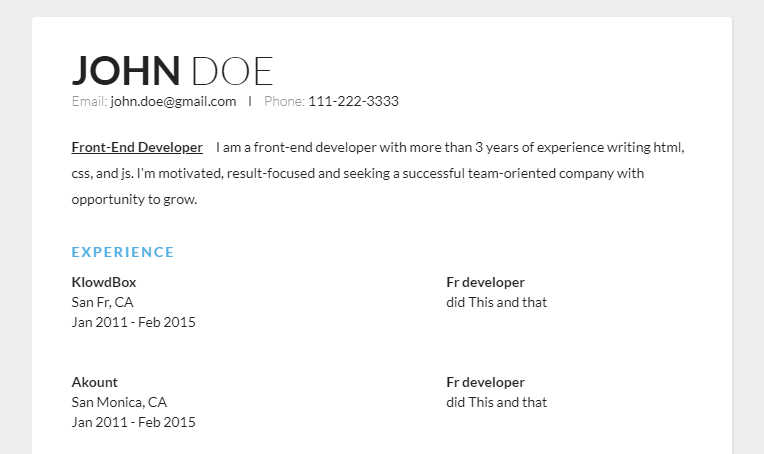 JOHN DOE
Email: john.doe@gmail.com | Phone: 111-222-3333
Front-End Developer I am a front-end developer with more than 3 years of experience writing html,
css, and js. I'm motivated, result-focused and seeking a successful team-oriented company with
opportunity to grow.
EXPERIENCE
KlowdBox Fr developer
San Fr, CA did This and that
Jan 2011 - Feb 2015
Akount Fr developer
San Monica, CA did This and that
Jan 2011 - Feb 2015